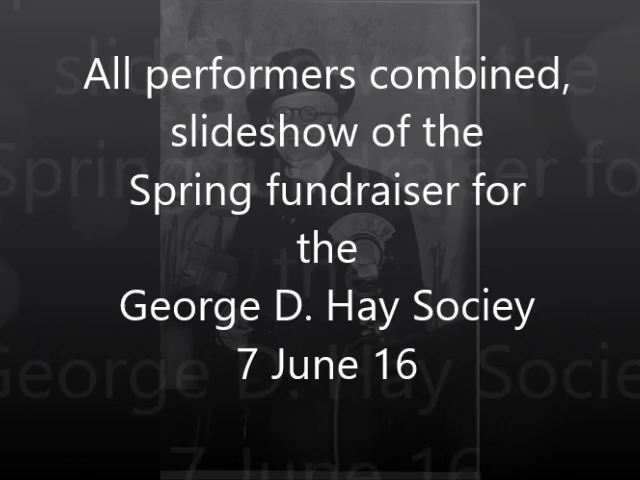 All performers combined,
slideshow of the
Spring fundraiser for
the
George D. Hay Sociey
7 June 16